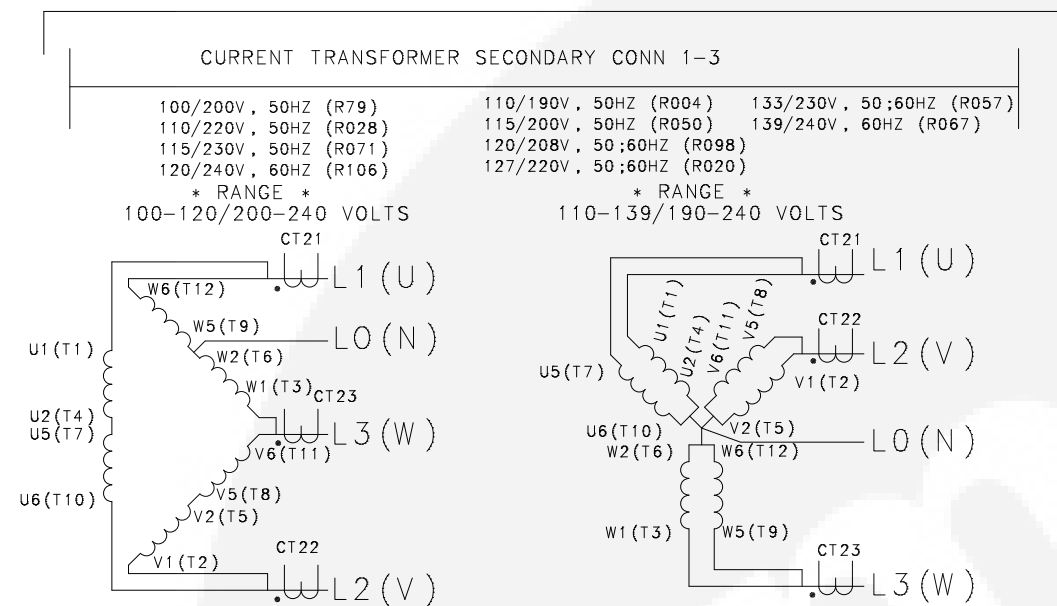 CURRENT TRANSFORMER SECONDARY CONN 1-3
100/200V, 50HZ (R79)
110/220V, 50HZ (R028)
115/230V, 50HZ (R071)
120/240V, 60HZ (R106)
* RANGE *
100-120/200-240 VOLTS
110/190V, 50HZ (R004)
115/200V, 50HZ (R050)
120/208V, 50;60HZ (R098)
127/220V, 50;60HZ (R020)
133/230V, 50;60HZ (R057)
139/240V, 60HZ (R067)
* RANGE *
110-139/190-240 VOLTS
CT21
L1(U)
W6(T12)
W5(T9)
L0(N)
U1(T1)
W2(T6)
W1(T3)
CT23
U2(T4)
U5(T7)
L3(W)
V6(T11)
U6(T10)
V5(T8)
V2(T5)
V1(T2)
CT22
L2(V)
CT21
L1(U)
U1(T1)
U2(T4)
V6(T11)
V5(T8)
CT22
L2(V)
U5(T7)
V1(T2)
U6(T10)
V2(T5)
L0(N)
W2(T6)
W6(T12)
W1(T3)
W5(T9)
CT23
L3(W)